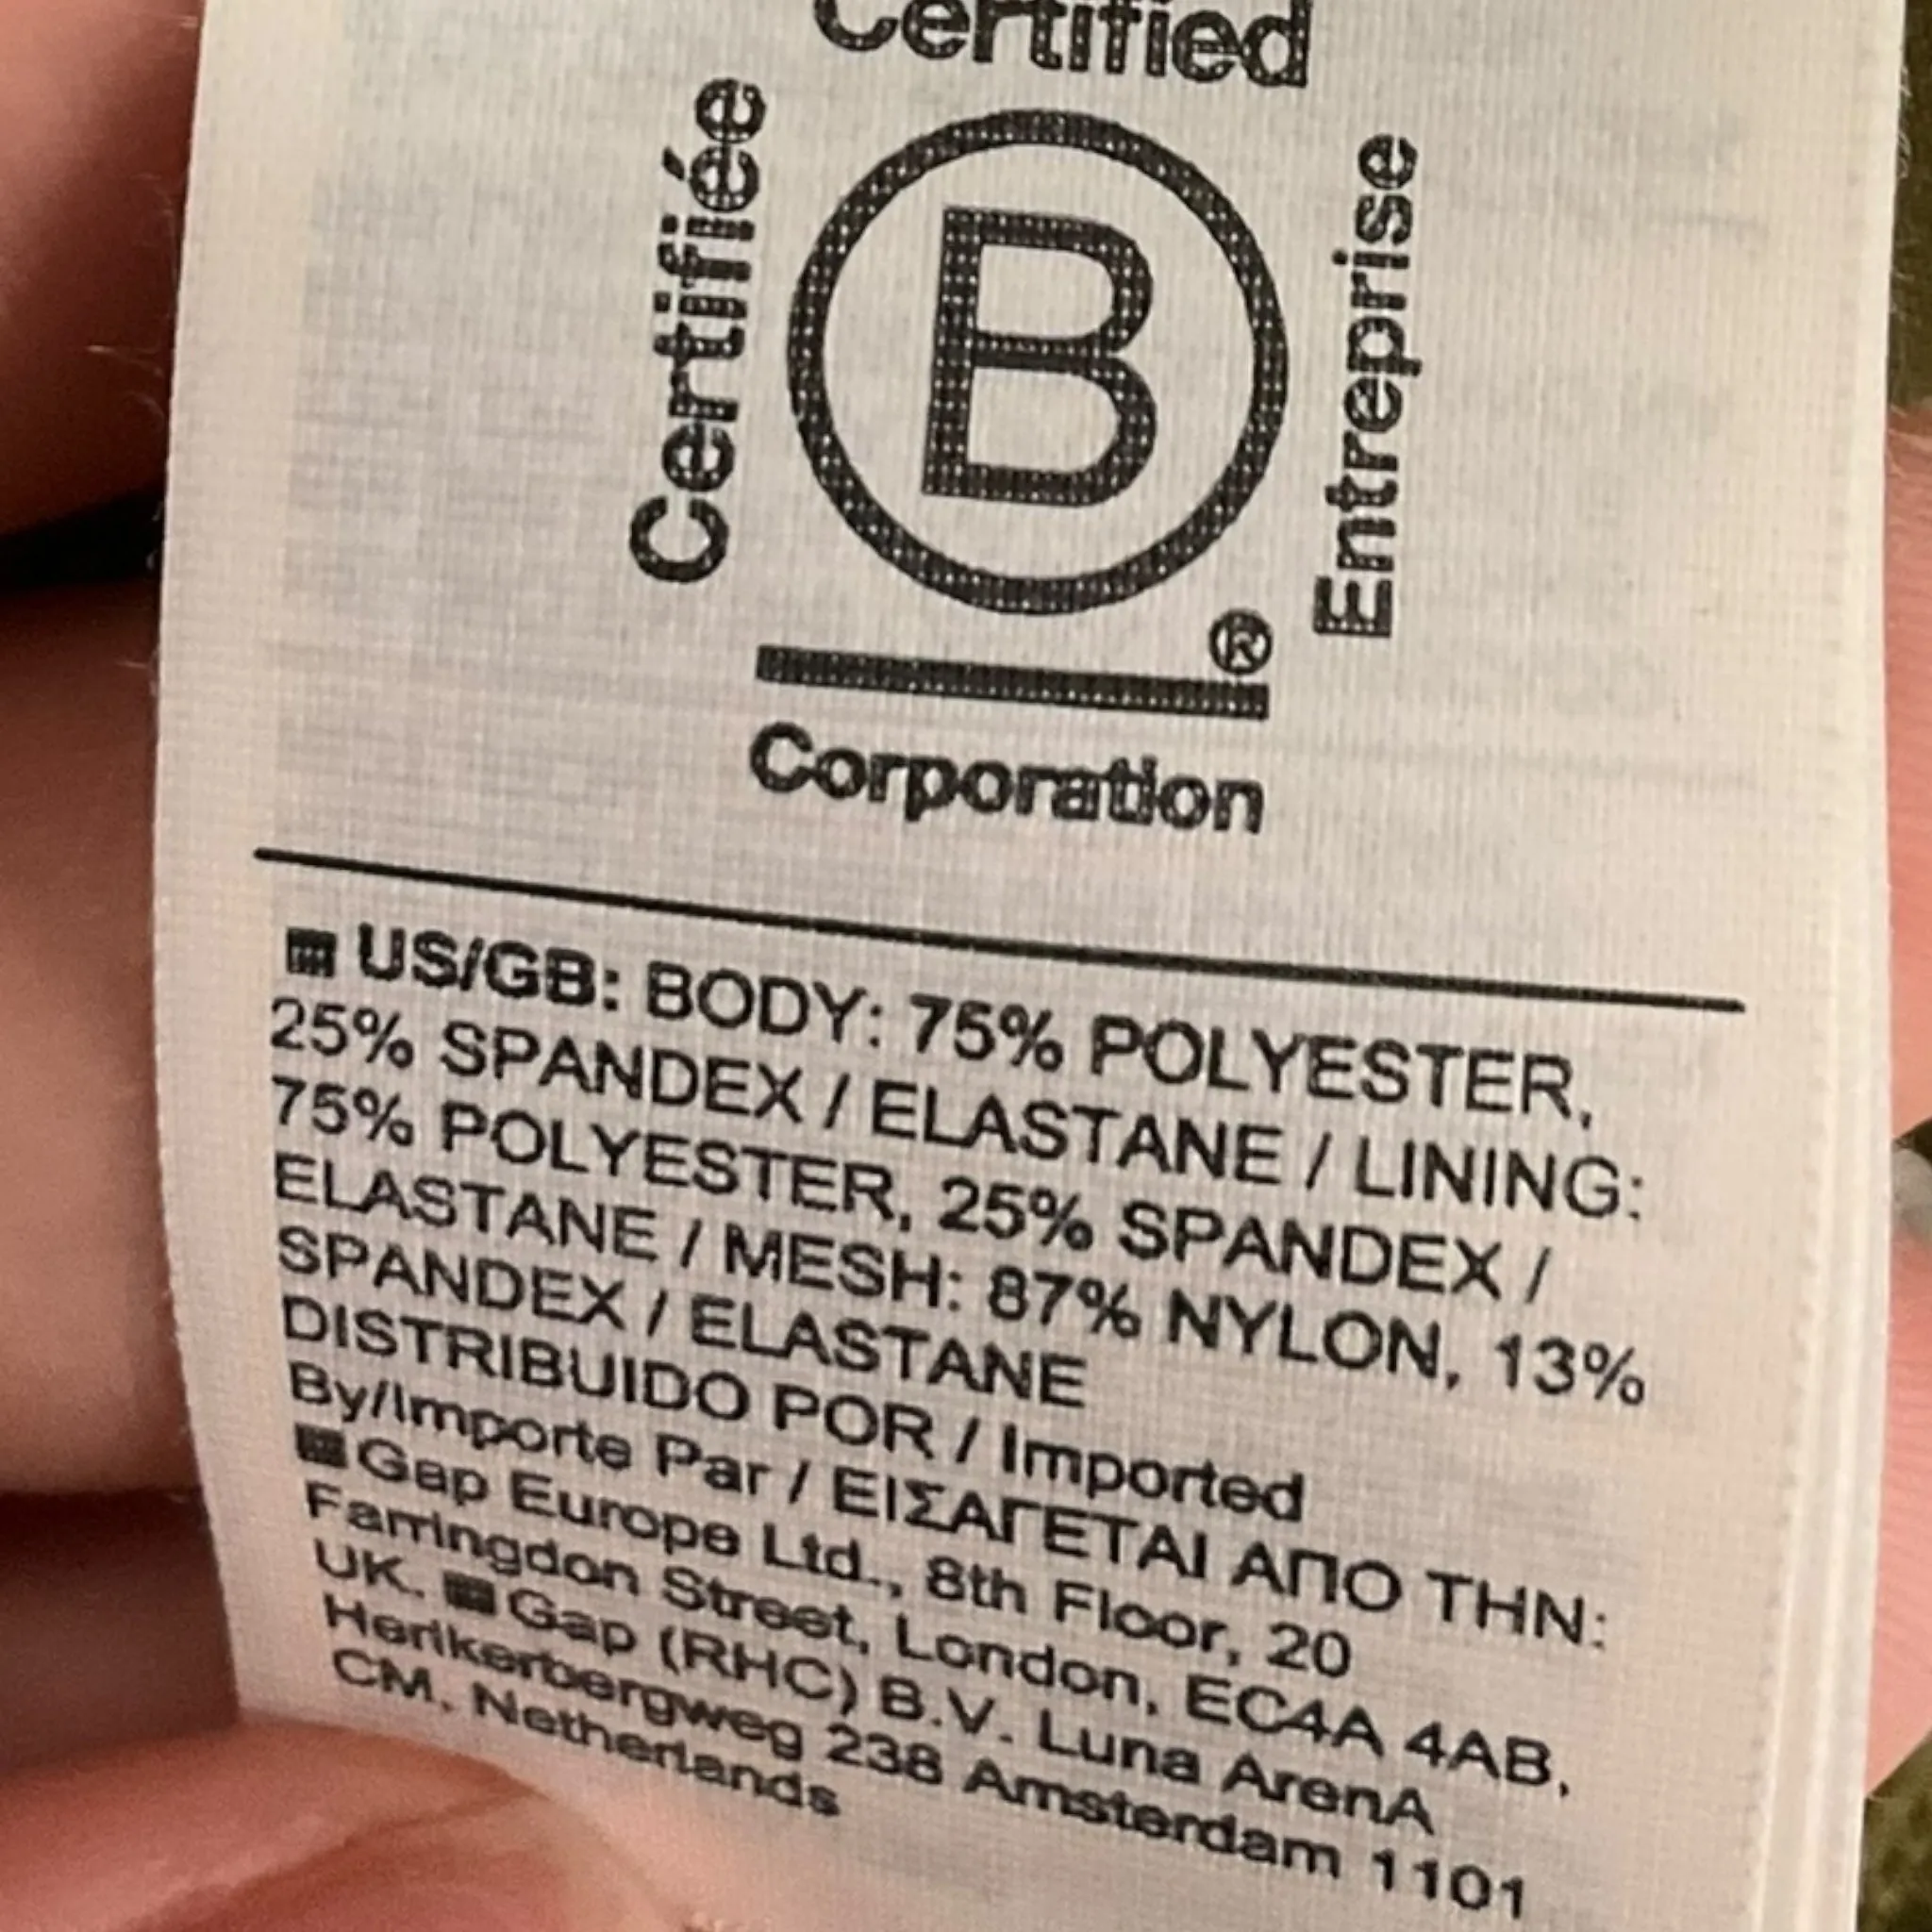 Certified
Certifiée
B
Entreprise
®
Corporation
US/GB: BODY: 75% POLYESTER,
25% SPANDEX / ELASTANE / LINING:
75% POLYESTER, 25% SPANDEX /
ELASTANE / MESH: 87% NYLON, 13%
SPANDEX / ELASTANE
DISTRIBUIDO POR / Imported
By/Importe Par / ΕΙΣΑΓΕΤΑΙ ΑΠΟ ΤΗΝ:
Gap Europe Ltd., 8th Floor, 20
Farringdon Street, London, EC4A 4AB,
UK. Gap (RHC) B.V. Luna ArenA
Herikerbergweg 238 Amsterdam 1101
CM, Netherlands